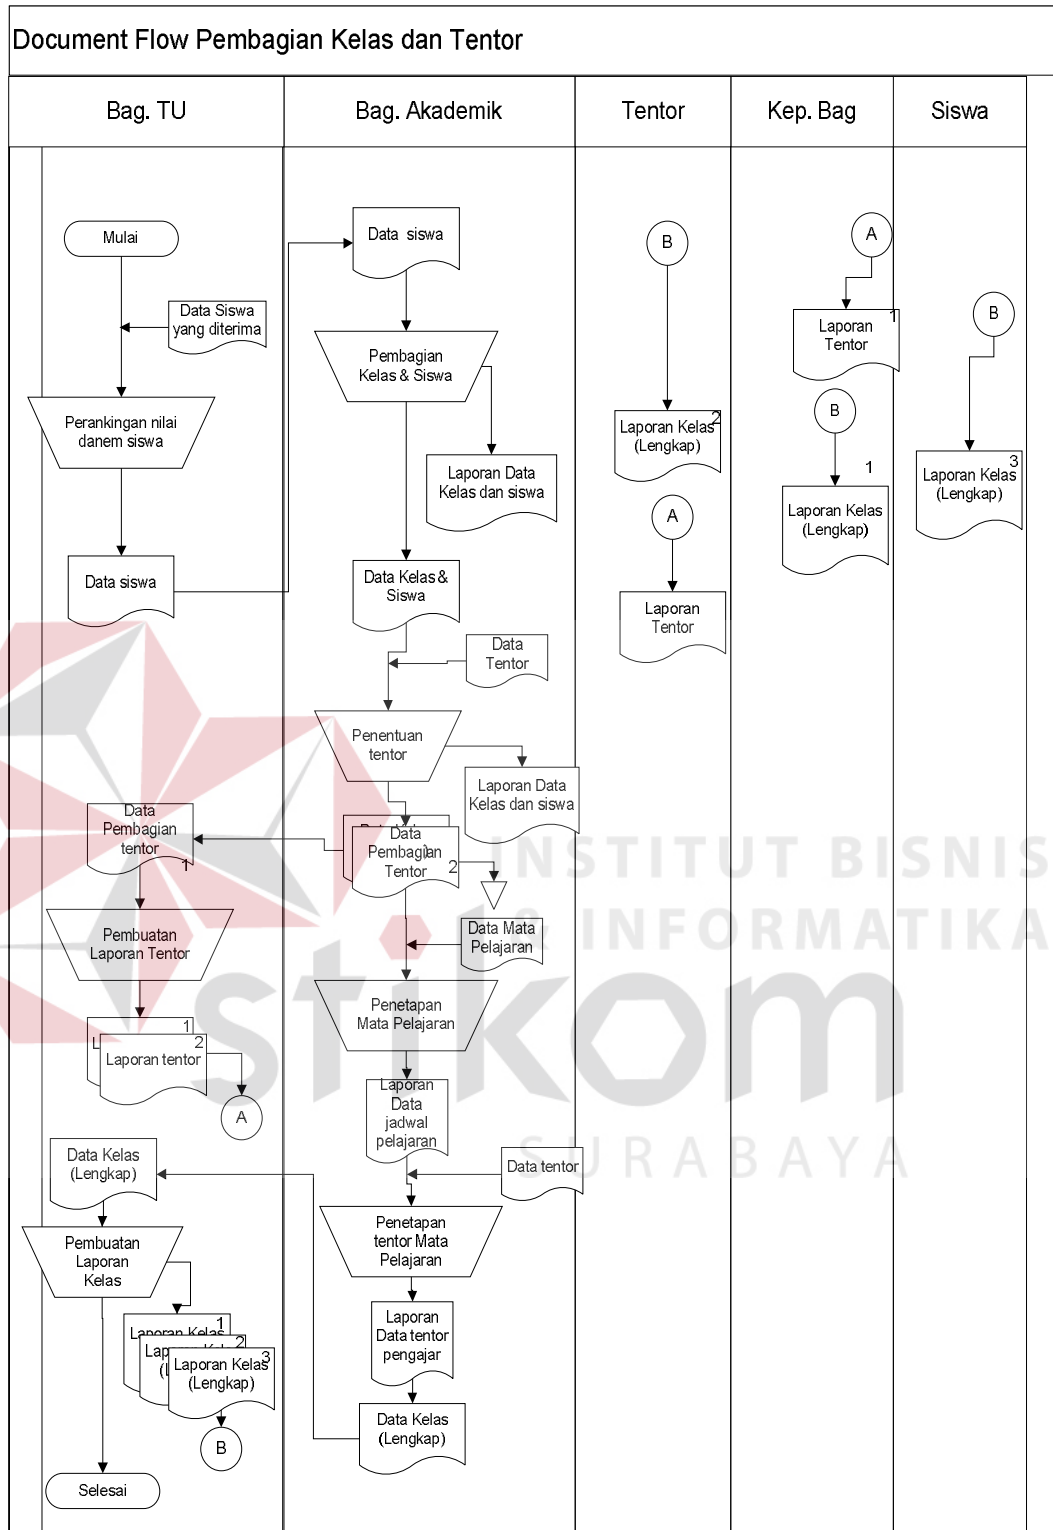 Document Flow Pembagian Kelas dan Tentor
Bag. TU
Bag. Akademik
Tentor
Kep. Bag
Siswa
Mulai
Data Siswa
yang diterima
Perankingan nilai
danem siswa
Data siswa
Data
Pembagian
tentor
1
Pembuatan
Laporan Tentor
1
2
Laporan tentor
A
Data Kelas
(Lengkap)
Pembuatan
Laporan
Kelas
1
Laporan Kelas
2
3
Laporan Kelas
(Lengkap)
B
Selesai
Data siswa
Pembagian
Kelas & Siswa
Laporan Data
Kelas dan siswa
Data Kelas &
Siswa
Data
Tentor
Penentuan
tentor
Laporan Data
Kelas dan siswa
Data
Pembagian
Tentor
2
Data Mata
Pelajaran
Penetapan
Mata Pelajaran
Laporan
Data
jadwal
pelajaran
Data tentor
Penetapan
tentor Mata
Pelajaran
Laporan
Data tentor
pengajar
Data Kelas
(Lengkap)
B
2
Laporan Kelas
(Lengkap)
A
Laporan
Tentor
A
1
Laporan
Tentor
B
1
Laporan Kelas
(Lengkap)
B
3
Laporan Kelas
(Lengkap)
INSTITUT BISNIS
& INFORMATIKA
stikom
SURABAYA